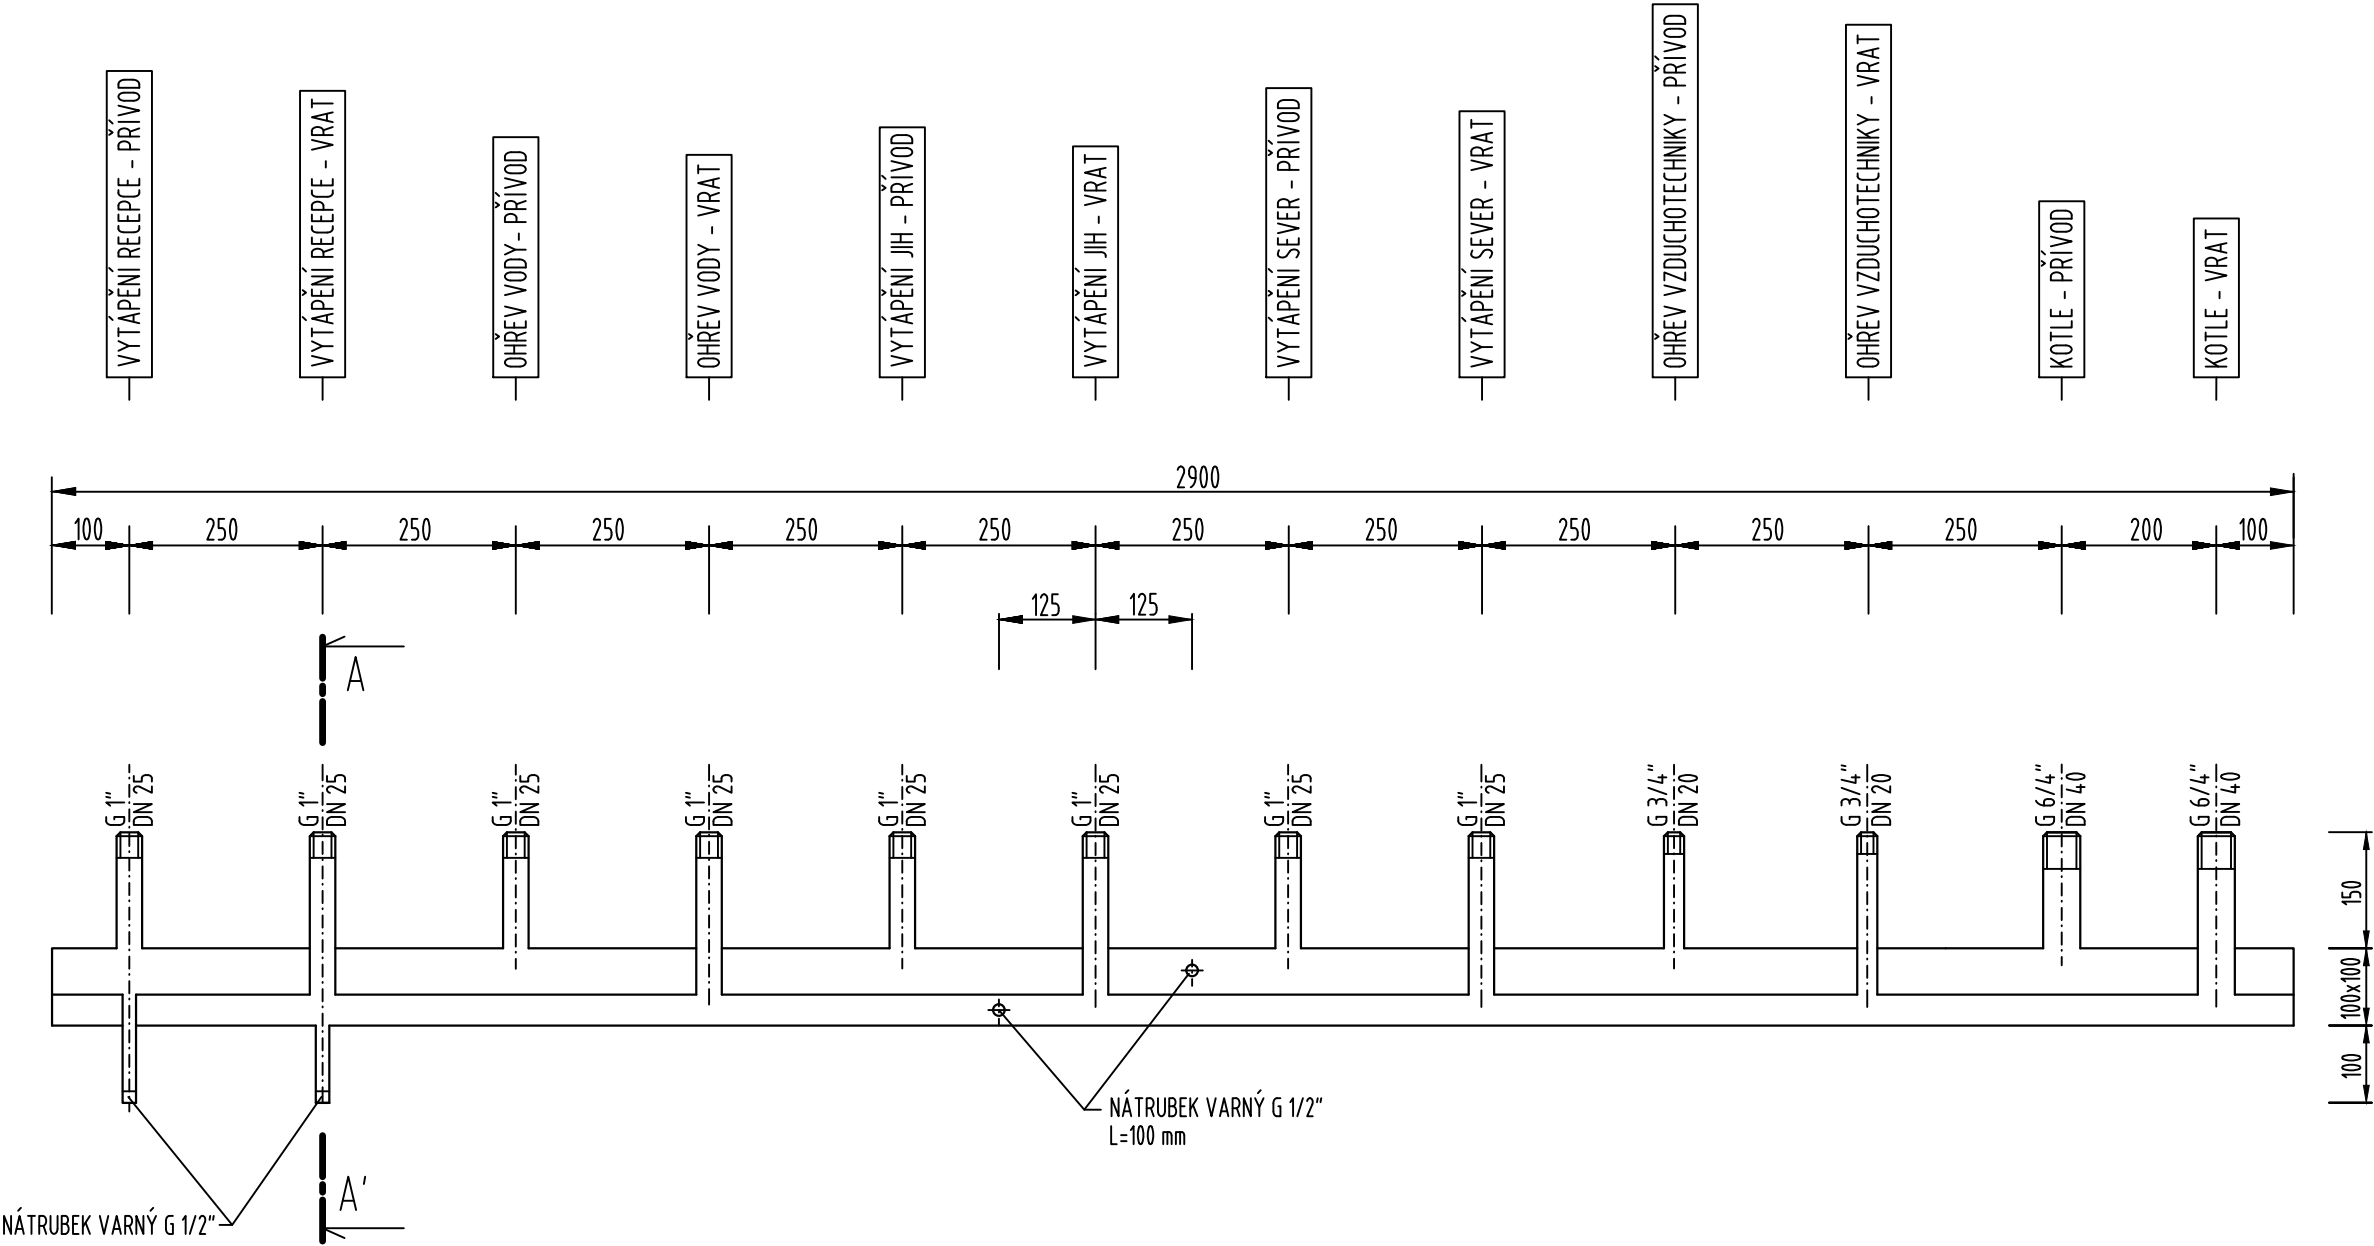 VYTÁPĚNÍ RECEPCE - PŘÍVOD
VYTÁPĚNÍ RECEPCE - VRAT
OHŘEV VODY- PŘÍVOD
OHŘEV VODY - VRAT
VYTÁPĚNÍ JIH - PŘÍVOD
VYTÁPĚNÍ JIH - VRAT
VYTÁPĚNÍ SEVER - PŘÍVOD
VYTÁPĚNÍ SEVER - VRAT
OHŘEV VZDUCHOTECHNIKY - PŘÍVOD
OHŘEV VZDUCHOTECHNIKY - VRAT
KOTLE - PŘÍVOD
KOTLE - VRAT
2900
100
250
250
250
250
250
250
250
250
250
250
200
100
125
125
A
G 1"
DN 25
G 1"
DN 25
G 1"
DN 25
G 1"
DN 25
G 1"
DN 25
G 1"
DN 25
G 1"
DN 25
G 1"
DN 25
G 3/4"
DN 20
G 3/4"
DN 20
G 6/4"
DN 40
G 6/4"
DN 40
150
100x100
100
NÁTRUBEK VARNÝ G 1/2"
L=100 mm
A'
NÁTRUBEK VARNÝ G 1/2"